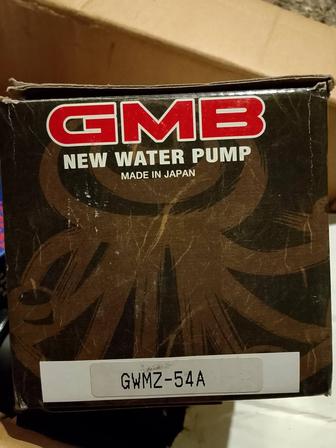 GMB
NEW WATER PUMP
MADE IN JAPAN
GWMZ-54A